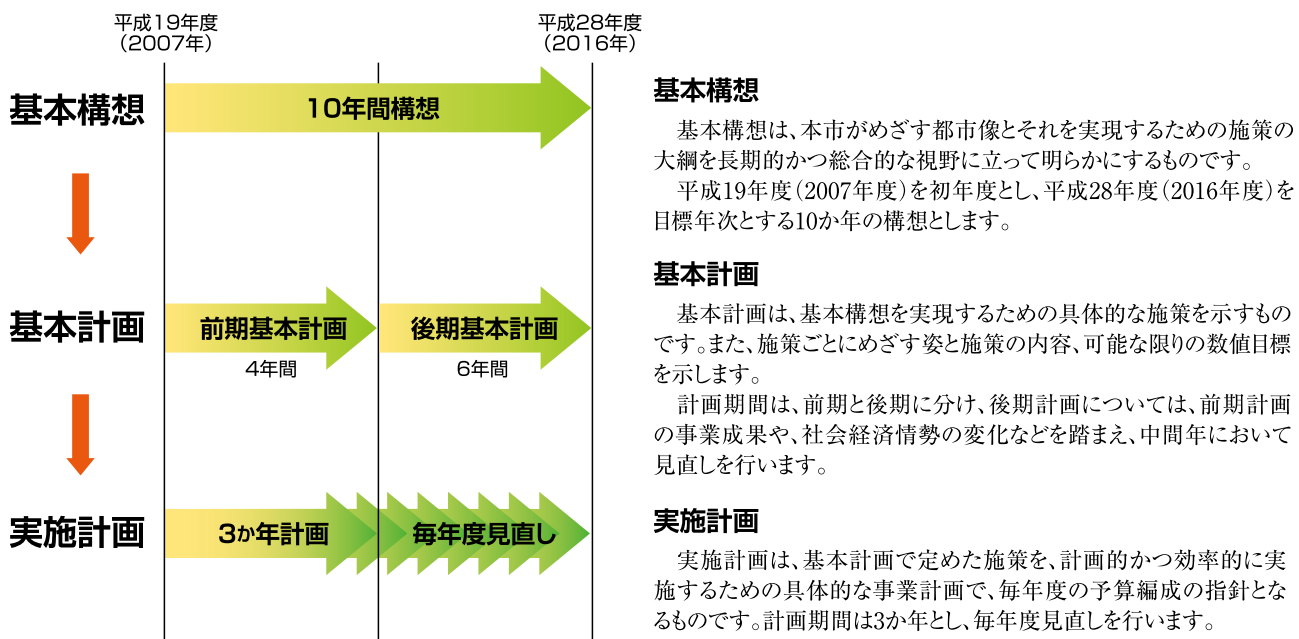 平成19年度
(2007年)
平成28年度
(2016年)
基本構想
10年間構想
基本計画
前期基本計画
4年間
後期基本計画
6年間
実施計画
3か年計画
毎年度見直し
基本構想
　基本構想は、本市がめざす都市像とそれを実現するための施策の
大綱を長期的かつ総合的な視野に立って明らかにするものです。
　平成19年度(2007年度)を初年度とし、平成28年度(2016年度)を
目標年次とする10か年の構想とします。
基本計画
　基本計画は、基本構想を実現するための具体的な施策を示すもの
です。また、施策ごとにめざす姿と施策の内容、可能な限りの数値目標
を示します。
　計画期間は、前期と後期に分け、後期計画については、前期計画
の事業成果や、社会経済情勢の変化などを踏まえ、中間年において
見直しを行います。
実施計画
　実施計画は、基本計画で定めた施策を、計画的かつ効率的に実
施するための具体的な事業計画で、毎年度の予算編成の指針とな
るものです。計画期間は3か年とし、毎年度見直しを行います。